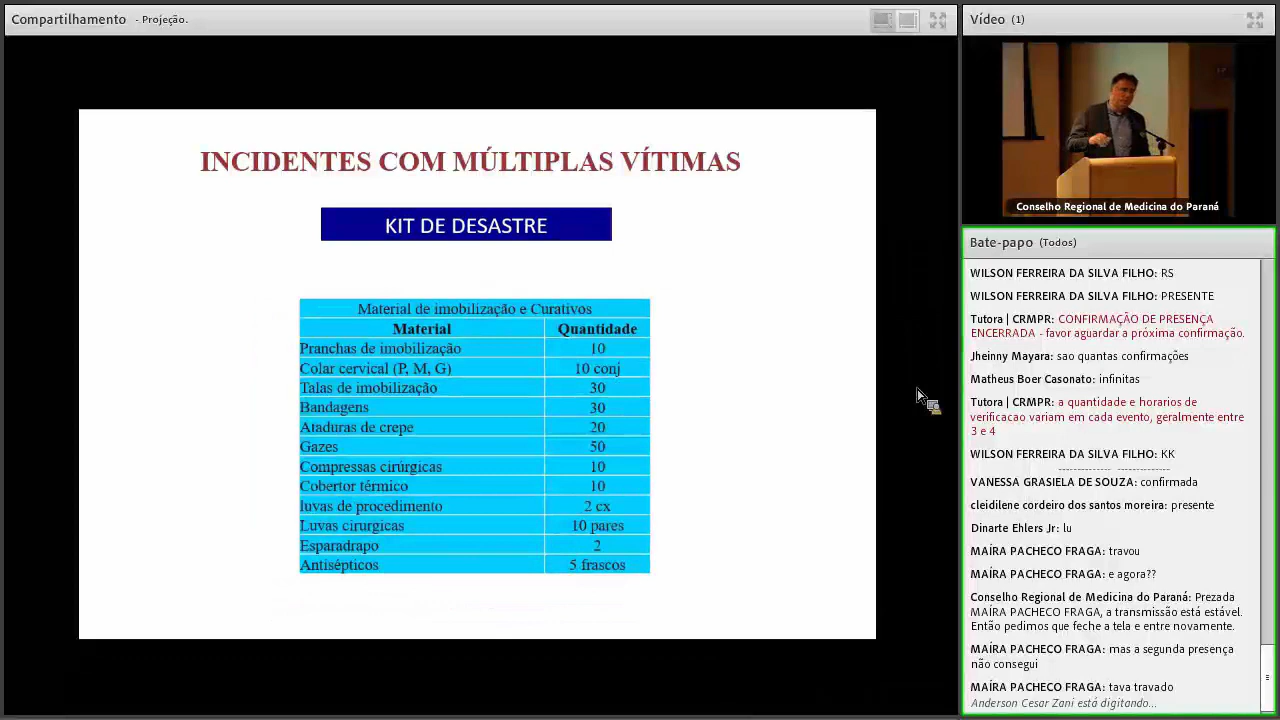 Compartilhamento - Projeção.
INCIDENTES COM MÚLTIPLAS VÍTIMAS
KIT DE DESASTRE
Material de imobilização e Curativos
Material Quantidade
Pranchas de imobilização 10
Colar cervical (P, M, G) 10 conj
Talas de imobilização 30
Bandagens 30
Ataduras de crepe 20
Gazes 50
Compressas cirúrgicas 10
Cobertor térmico 10
luvas de procedimento 2 cx
Luvas cirurgicas 10 pares
Esparadrapo 2
Antisépticos 5 frascos
Vídeo (1)
Conselho Regional de Medicina do Paraná
Bate-papo (Todos)
WILSON FERREIRA DA SILVA FILHO: RS
WILSON FERREIRA DA SILVA FILHO: PRESENTE
Tutora | CRMPR: CONFIRMAÇÃO DE PRESENÇA
ENCERRADA - favor aguardar a próxima confirmação.
Jheinny Mayara: sao quantas confirmações
Matheus Boer Casonato: infinitas
Tutora | CRMPR: a quantidade e horarios de
verificacao variam em cada evento, geralmente entre
3 e 4
WILSON FERREIRA DA SILVA FILHO: KK
-------------- --------------
VANESSA GRASIELA DE SOUZA: confirmada
cleidilene cordeiro dos santos moreira: presente
Dinarte Ehlers Jr: lu
MAÍRA PACHECO FRAGA: travou
MAÍRA PACHECO FRAGA: e agora??
Conselho Regional de Medicina do Paraná: Prezada
MAÍRA PACHECO FRAGA, a transmissão está estável.
Então pedimos que feche a tela e entre novamente.
MAÍRA PACHECO FRAGA: mas a segunda presença
não consegui
MAÍRA PACHECO FRAGA: tava travado
Anderson Cesar Zani está digitando...